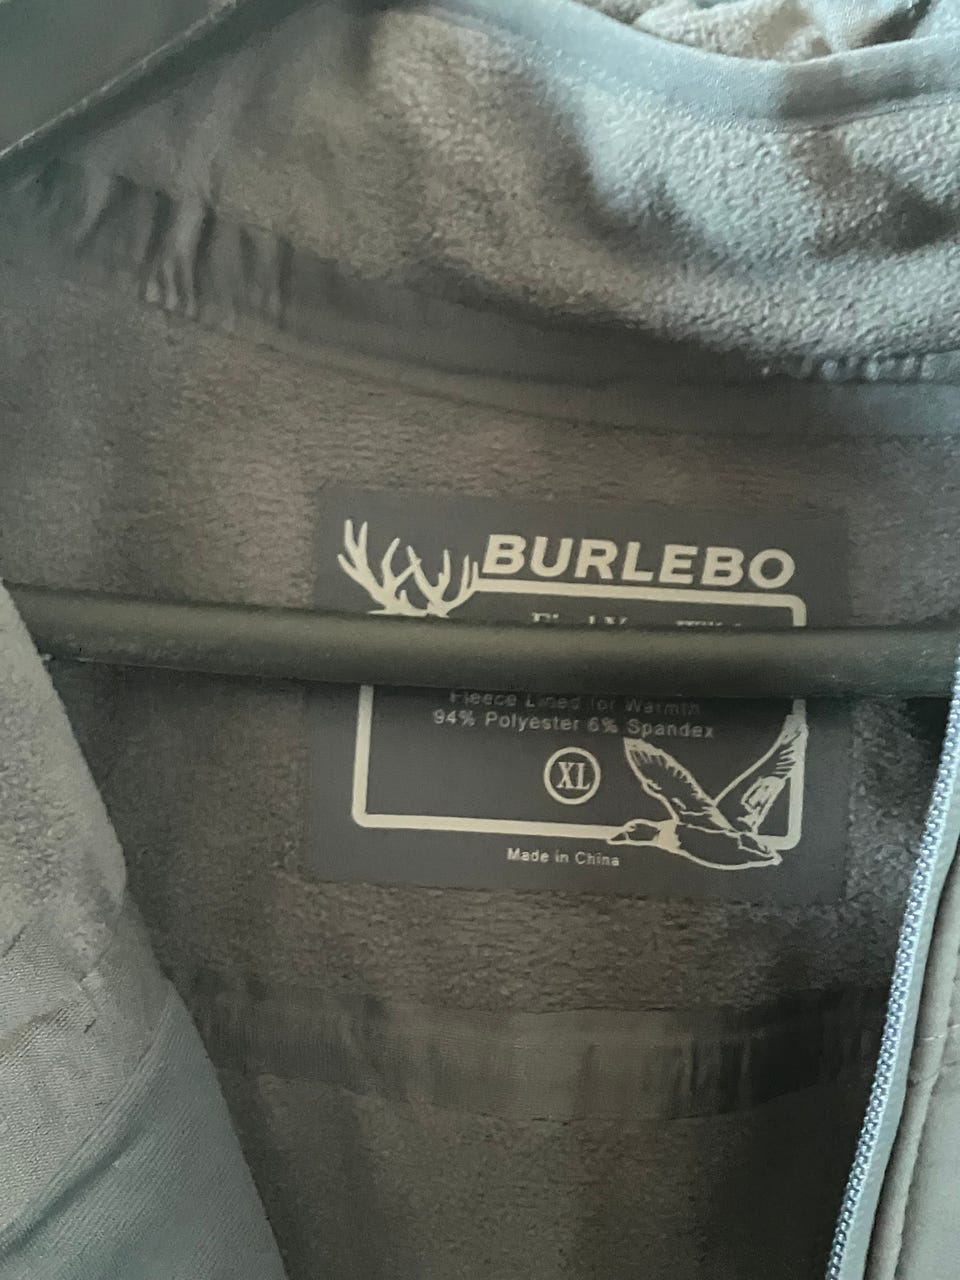 BURLEBO
Fleece Lined for Warmth
94% Polyester 6% Spandex
XL
Made in China